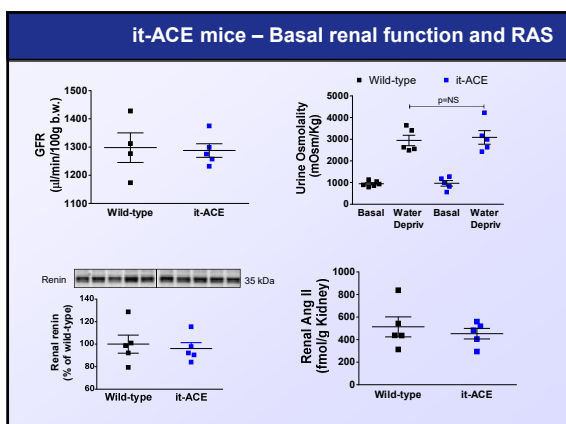 it-ACE mice – Basal renal function and RAS
GFR
(µl/min/100g b.w.)
1500
1400
1300
1200
1100
Wild-type
it-ACE
Wild-type
it-ACE
p=NS
Urine Osmolality
(mOsm/Kg)
5000
4000
3000
2000
1000
0
Basal
Water
Depriv
Basal
Water
Depriv
Renin
35 kDa
Renal renin
(% of wild-type)
140
120
100
80
60
Wild-type
it-ACE
Renal Ang II
(fmol/g Kidney)
1000
800
600
400
200
0
Wild-type
it-ACE